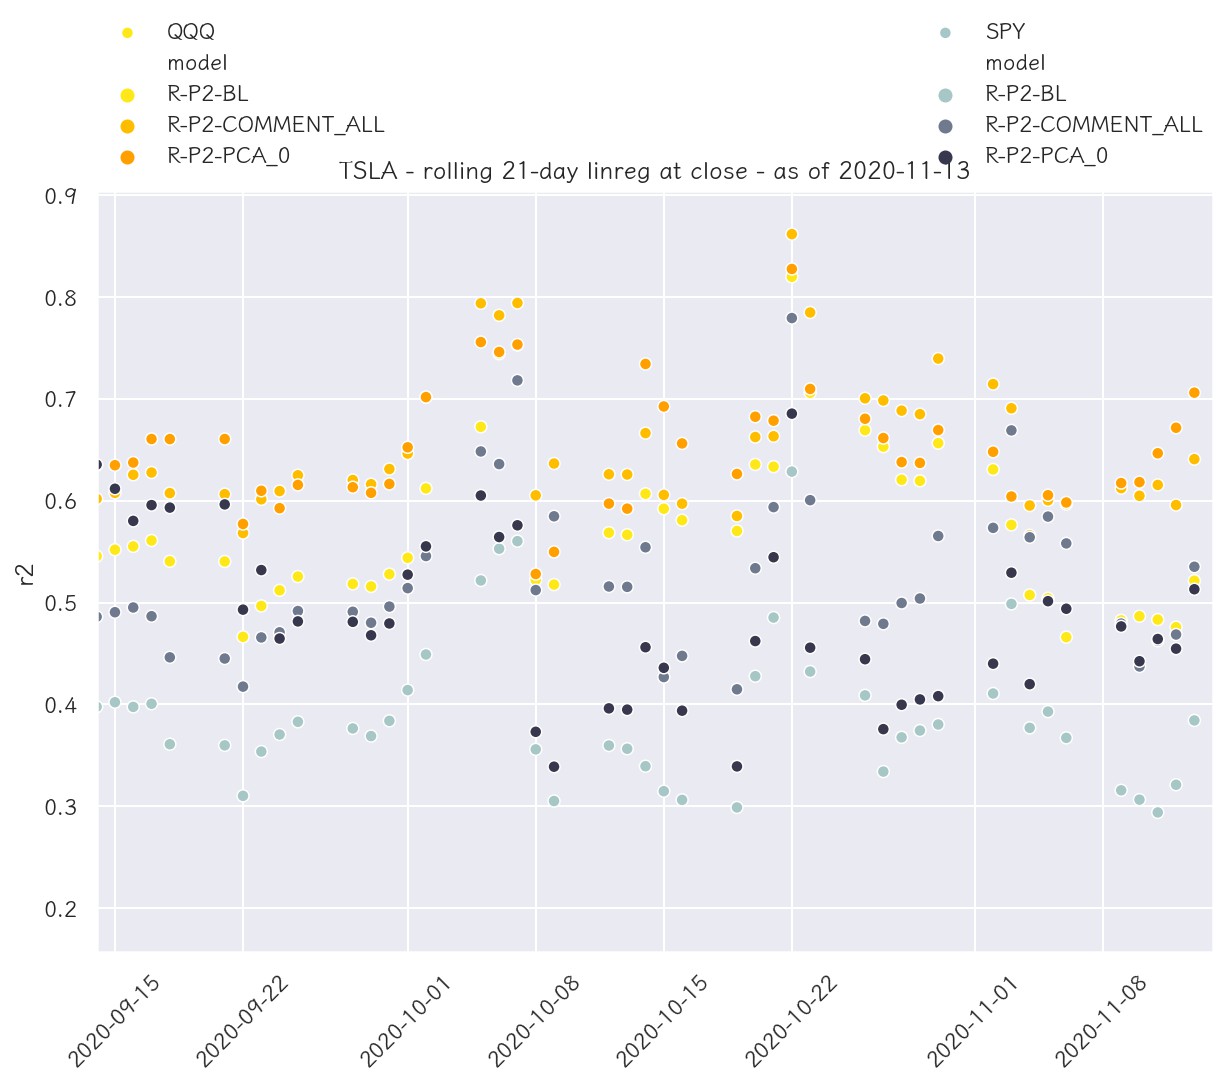 QQQ
model
R-P2-BL
R-P2-COMMENT_ALL
R-P2-PCA_0
SPY
model
R-P2-BL
R-P2-COMMENT_ALL
R-P2-PCA_0
TSLA - rolling 21-day linreg at close - as of 2020-11-13
0.9
0.8
0.7
0.6
0.5
0.4
0.3
0.2
r2
2020-09-15
2020-09-22
2020-10-01
2020-10-08
2020-10-15
2020-10-22
2020-11-01
2020-11-08